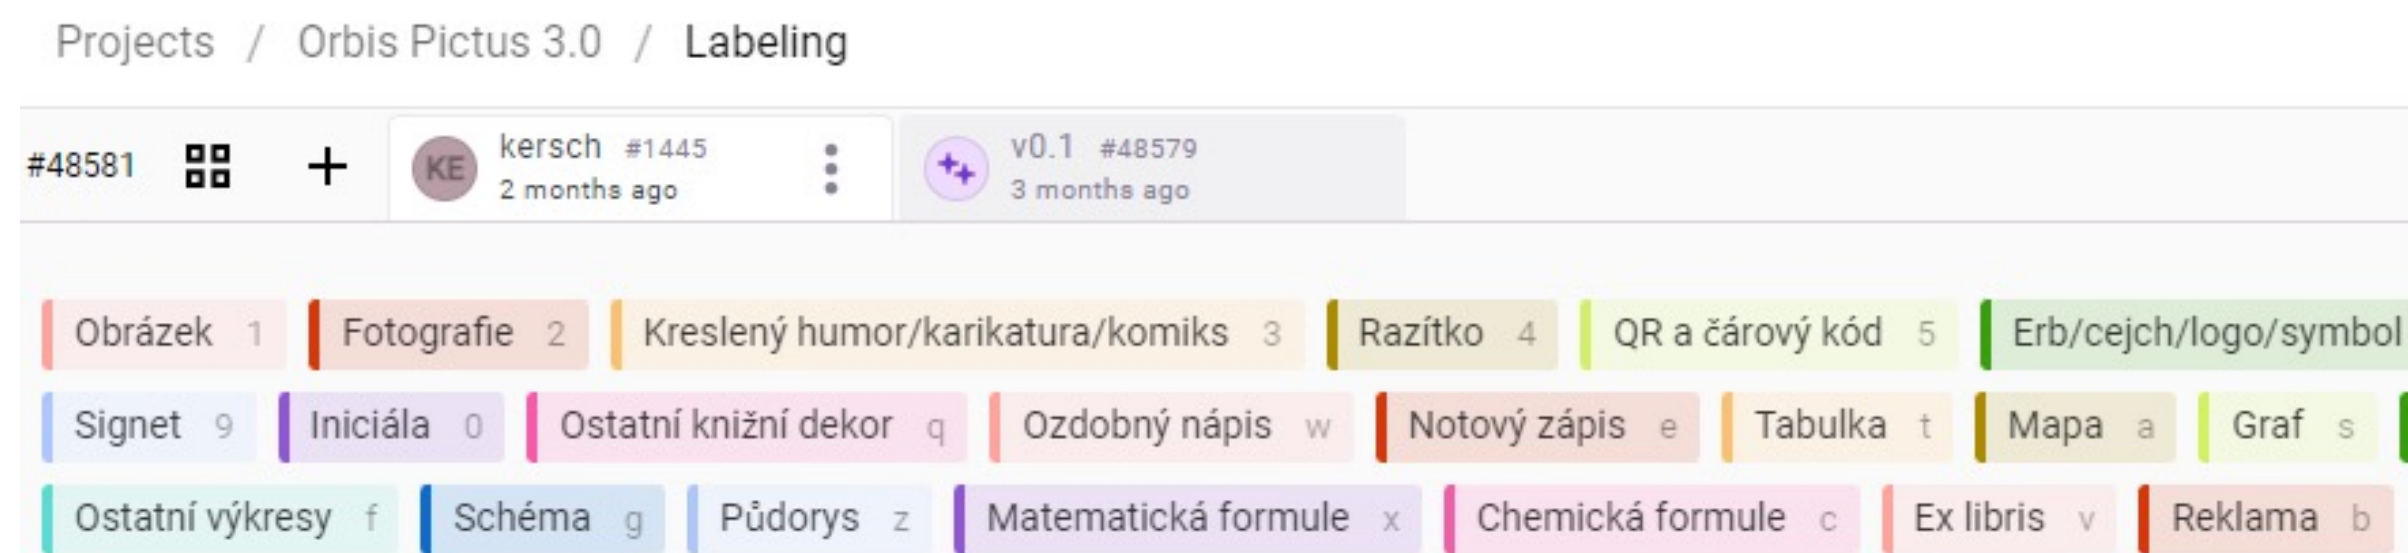 Projects / Orbis Pictus 3.0 / Labeling
#48581 KE kersch #1445 v0.1 #48579
2 months ago 3 months ago
Obrázek 1 Fotografie 2 Kreslený humor/karikatura/komiks 3 Razítko 4 QR a čárový kód 5 Erb/cejch/logo/symbol
Signet 9 Iniciála 0 Ostatní knižní dekor q Ozdobný nápis w Notový zápis e Tabulka t Mapa a Graf s
Ostatní výkresy f Schéma g Půdorys z Matematická formule x Chemická formule c Ex libris v Reklama b